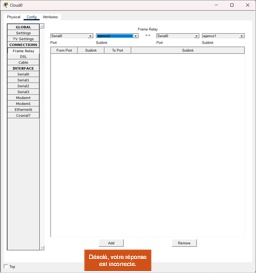 Cloud0
Physical Config Attributes
GLOBAL
Settings
TV Settings
CONNECTIONS
Frame Relay
DSL
Cable
INTERFACE
Serial0
Serial1
Serial2
Serial3
Modem4
Modem5
Ethernet6
Coaxial7
Frame Relay
Serial0 <-> Serial0 agence1
Port Sublink Port Sublink
From Port Sublink To Port Sublink
Add Remove
Désolé, votre réponse
est incorrecte.
Top